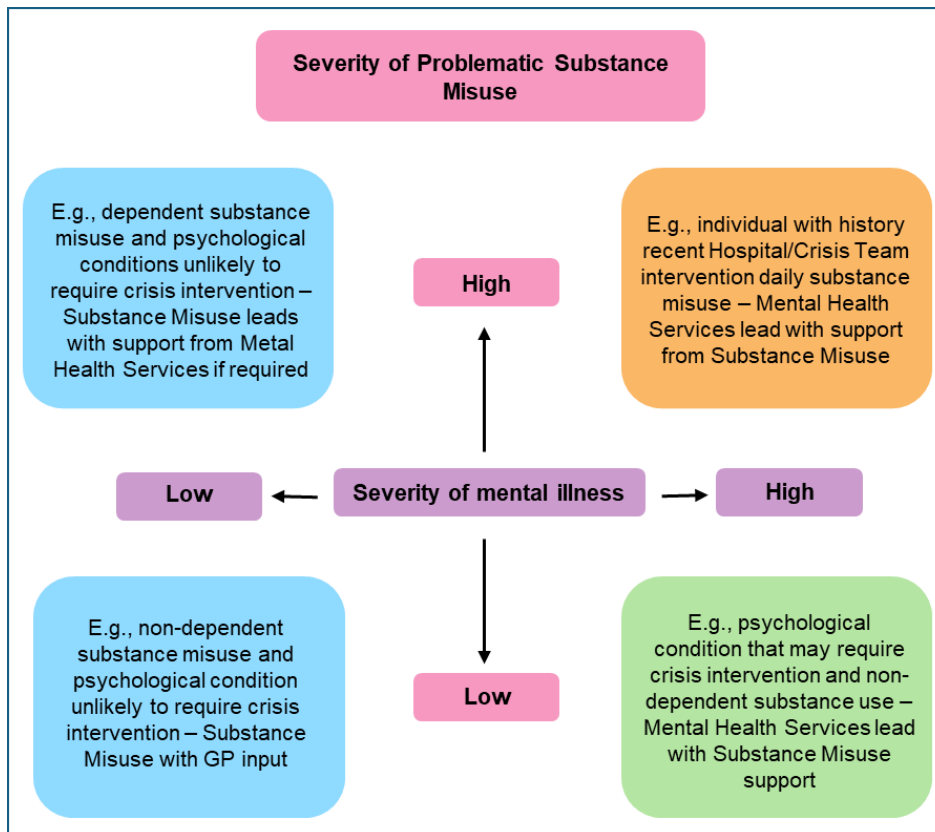 Severity of Problematic Substance
Misuse
E.g., dependent substance
misuse and psychological
conditions unlikely to
require crisis intervention –
Substance Misuse leads
with support from Metal
Health Services if required
E.g., individual with history
recent Hospital/Crisis Team
intervention daily substance
misuse – Mental Health
Services lead with support
from Substance Misuse
High
Low
Severity of mental illness
High
E.g., non-dependent
substance misuse and
psychological condition
unlikely to require crisis
intervention – Substance
Misuse with GP input
Low
E.g., psychological
condition that may require
crisis intervention and non-
dependent substance use –
Mental Health Services lead
with Substance Misuse
support